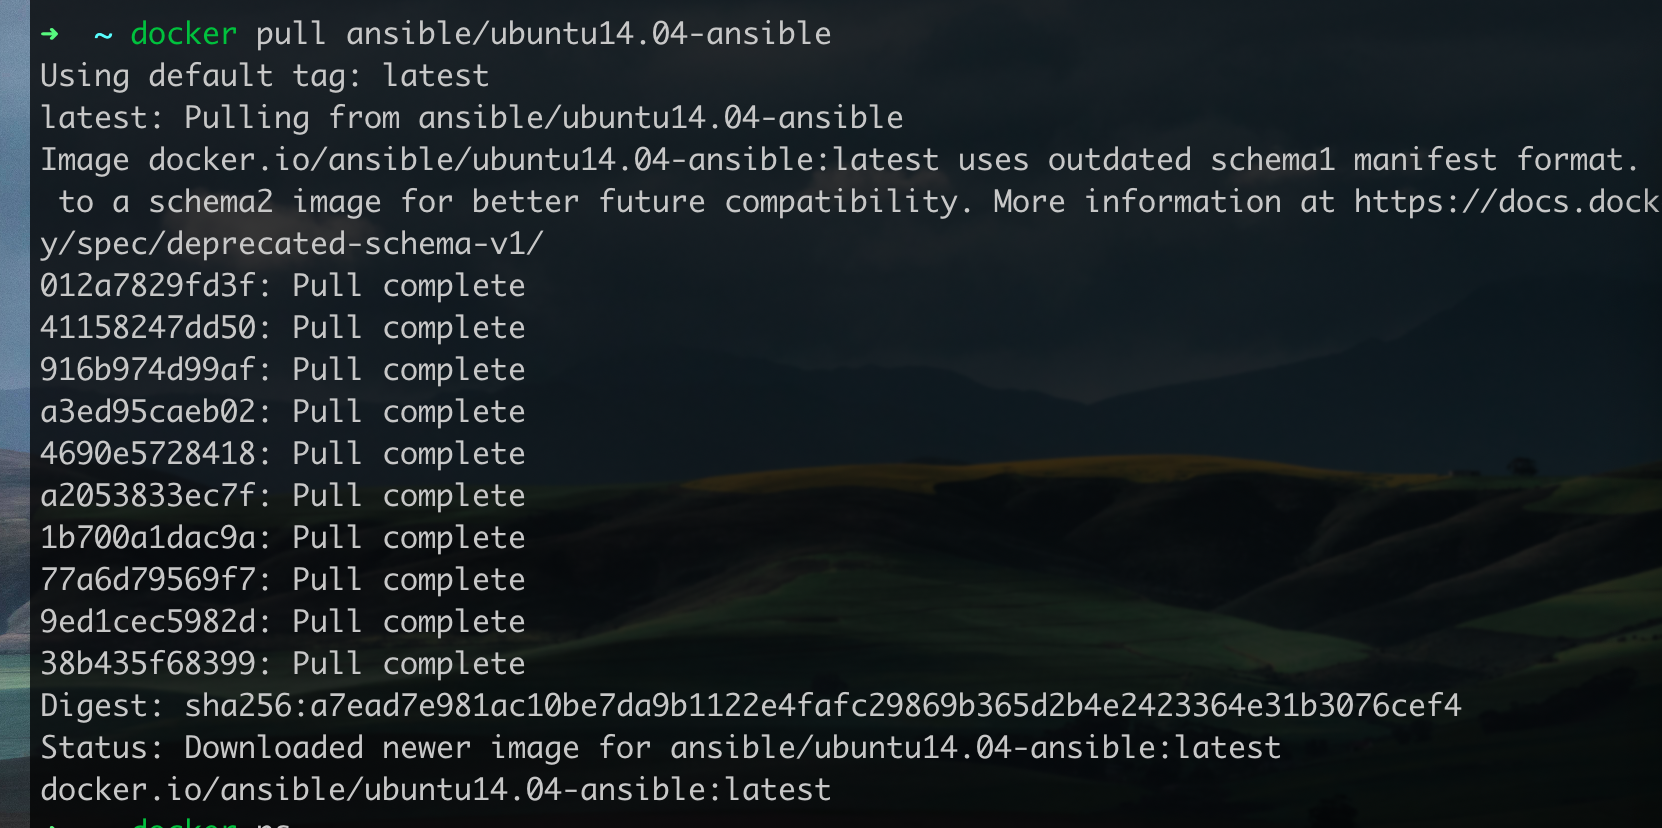 ➜  ~ docker pull ansible/ubuntu14.04-ansible
Using default tag: latest
latest: Pulling from ansible/ubuntu14.04-ansible
Image docker.io/ansible/ubuntu14.04-ansible:latest uses outdated schema1 manifest format.
to a schema2 image for better future compatibility. More information at https://docs.dock
y/spec/deprecated-schema-v1/
012a7829fd3f: Pull complete
41158247dd50: Pull complete
916b974d99af: Pull complete
a3ed95caeb02: Pull complete
4690e5728418: Pull complete
a2053833ec7f: Pull complete
1b700a1dac9a: Pull complete
77a6d79569f7: Pull complete
9ed1cec5982d: Pull complete
38b435f68399: Pull complete
Digest: sha256:a7ead7e981ac10be7da9b1122e4fafc29869b365d2b4e2423364e31b3076cef4
Status: Downloaded newer image for ansible/ubuntu14.04-ansible:latest
docker.io/ansible/ubuntu14.04-ansible:latest
docker ps